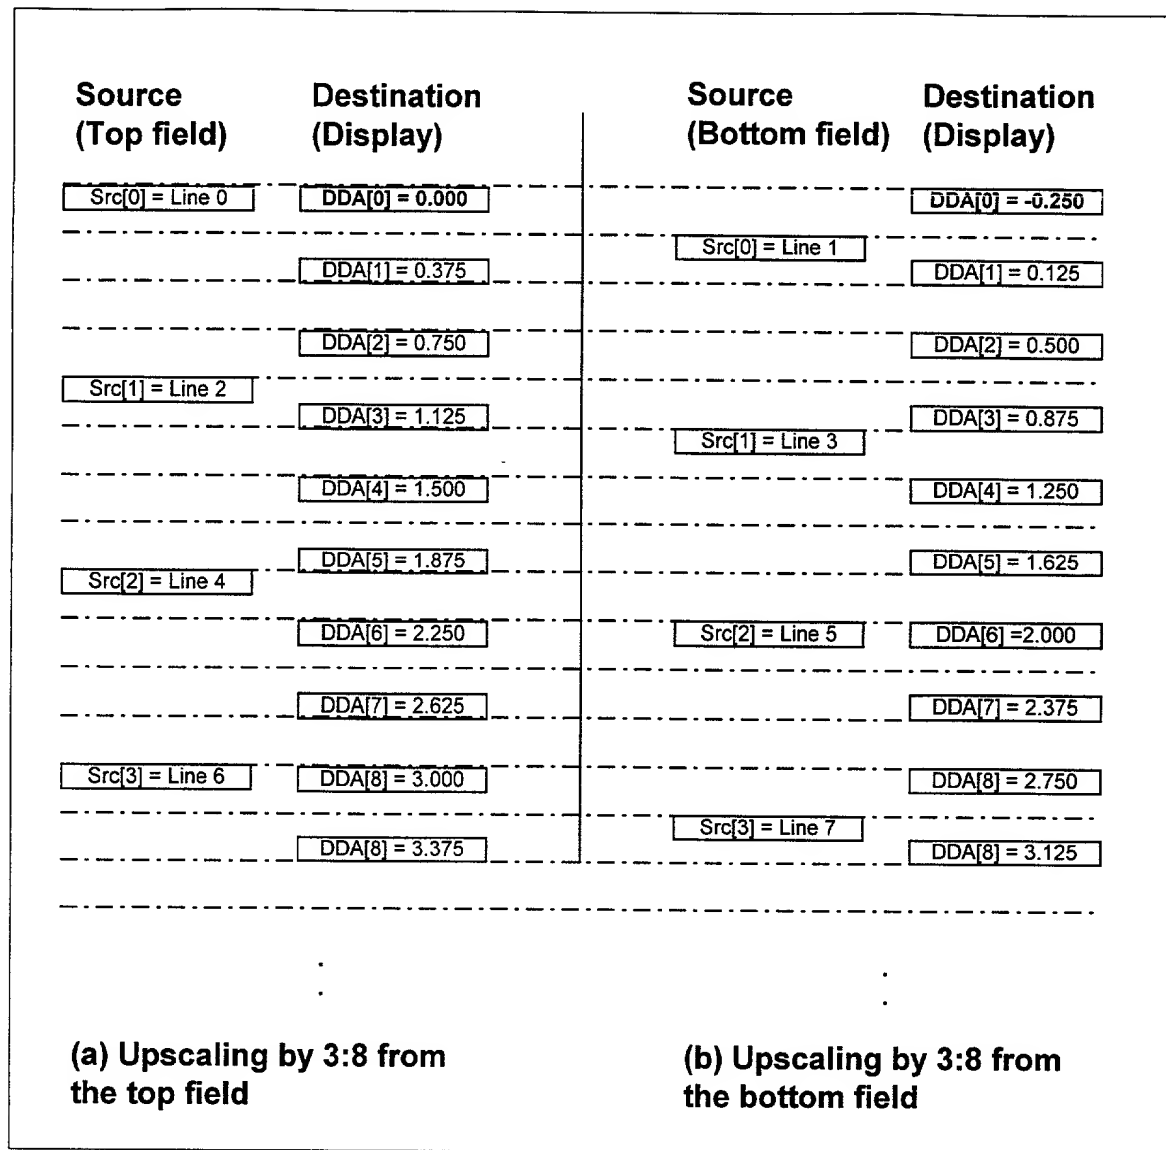 Source
(Top field)
Destination
(Display)
Source
(Bottom field)
Destination
(Display)
Src[0] = Line 0
DDA[0] = 0.000
DDA[0] = -0.250
Src[0] = Line 1
DDA[1] = 0.375
DDA[1] = 0.125
DDA[2] = 0.750
DDA[2] = 0.500
Src[1] = Line 2
DDA[3] = 1.125
DDA[3] = 0.875
Src[1] = Line 3
DDA[4] = 1.500
DDA[4] = 1.250
DDA[5] = 1.875
DDA[5] = 1.625
Src[2] = Line 4
DDA[6] = 2.250
Src[2] = Line 5
DDA[6] =2.000
DDA[7] = 2.625
DDA[7] = 2.375
Src[3] = Line 6
DDA[8] = 3.000
DDA[8] = 2.750
Src[3] = Line 7
DDA[8] = 3.375
DDA[8] = 3.125
(a) Upscaling by 3:8 from
the top field
(b) Upscaling by 3:8 from
the bottom field